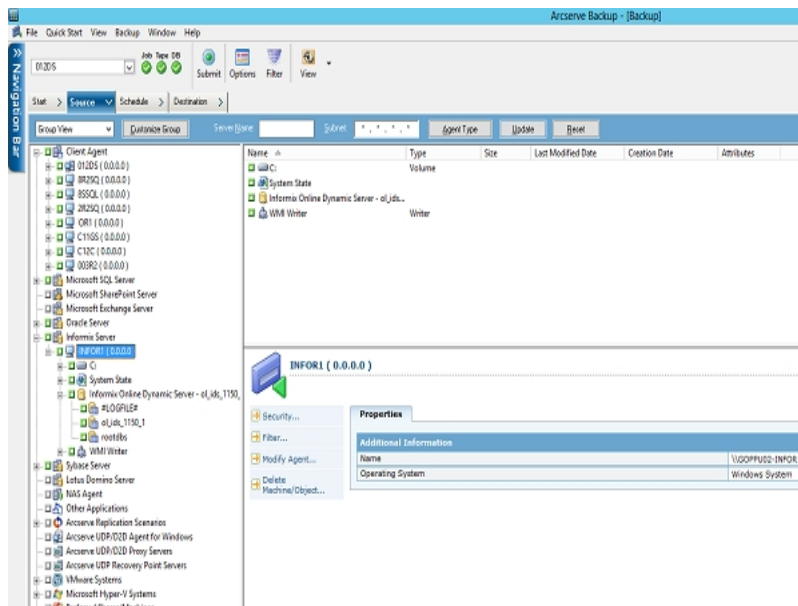 Arcserve Backup - [Backup]
File Quick Start View Backup Window Help
Navigation Bar
012DS
Job Tape DB
Submit Options Filter View
Start Source Schedule Destination
Group View Customize Group Server Name: Subnet: * . * . * . * Agent Type Update Reset
Client Agent
012DS ( 0.0.0.0 )
8R2SQ ( 0.0.0.0 )
8SSQL ( 0.0.0.0 )
2R2SQ ( 0.0.0.0 )
OR1 ( 0.0.0.0 )
C11GS ( 0.0.0.0 )
C12C ( 0.0.0.0 )
003R2 ( 0.0.0.0 )
Microsoft SQL Server
Microsoft SharePoint Server
Microsoft Exchange Server
Oracle Server
Informix Server
INFOR1 ( 0.0.0.0
C:
System State
Informix Online Dynamic Server - ol_ids_1150_
#LOGFILE#
ol_ids_1150_1
rootdbs
WMI Writer
Sybase Server
Lotus Domino Server
NAS Agent
Other Applications
Arcserve Replication Scenarios
Arcserve UDP/D2D Agent for Windows
Arcserve UDP/D2D Proxy Servers
Arcserve UDP Recovery Point Servers
VMware Systems
Microsoft Hyper-V Systems
Name Type Size Last Modified Date Creation Date Attributes
C: Volume
System State
Informix Online Dynamic Server - ol_ids...
WMI Writer Writer
INFOR1 ( 0.0.0.0 )
Security...
Filter...
Modify Agent...
Delete
Machine/Object...
Properties
Additional Information
Name \\GOPPU02-INFOR
Operating System Windows System